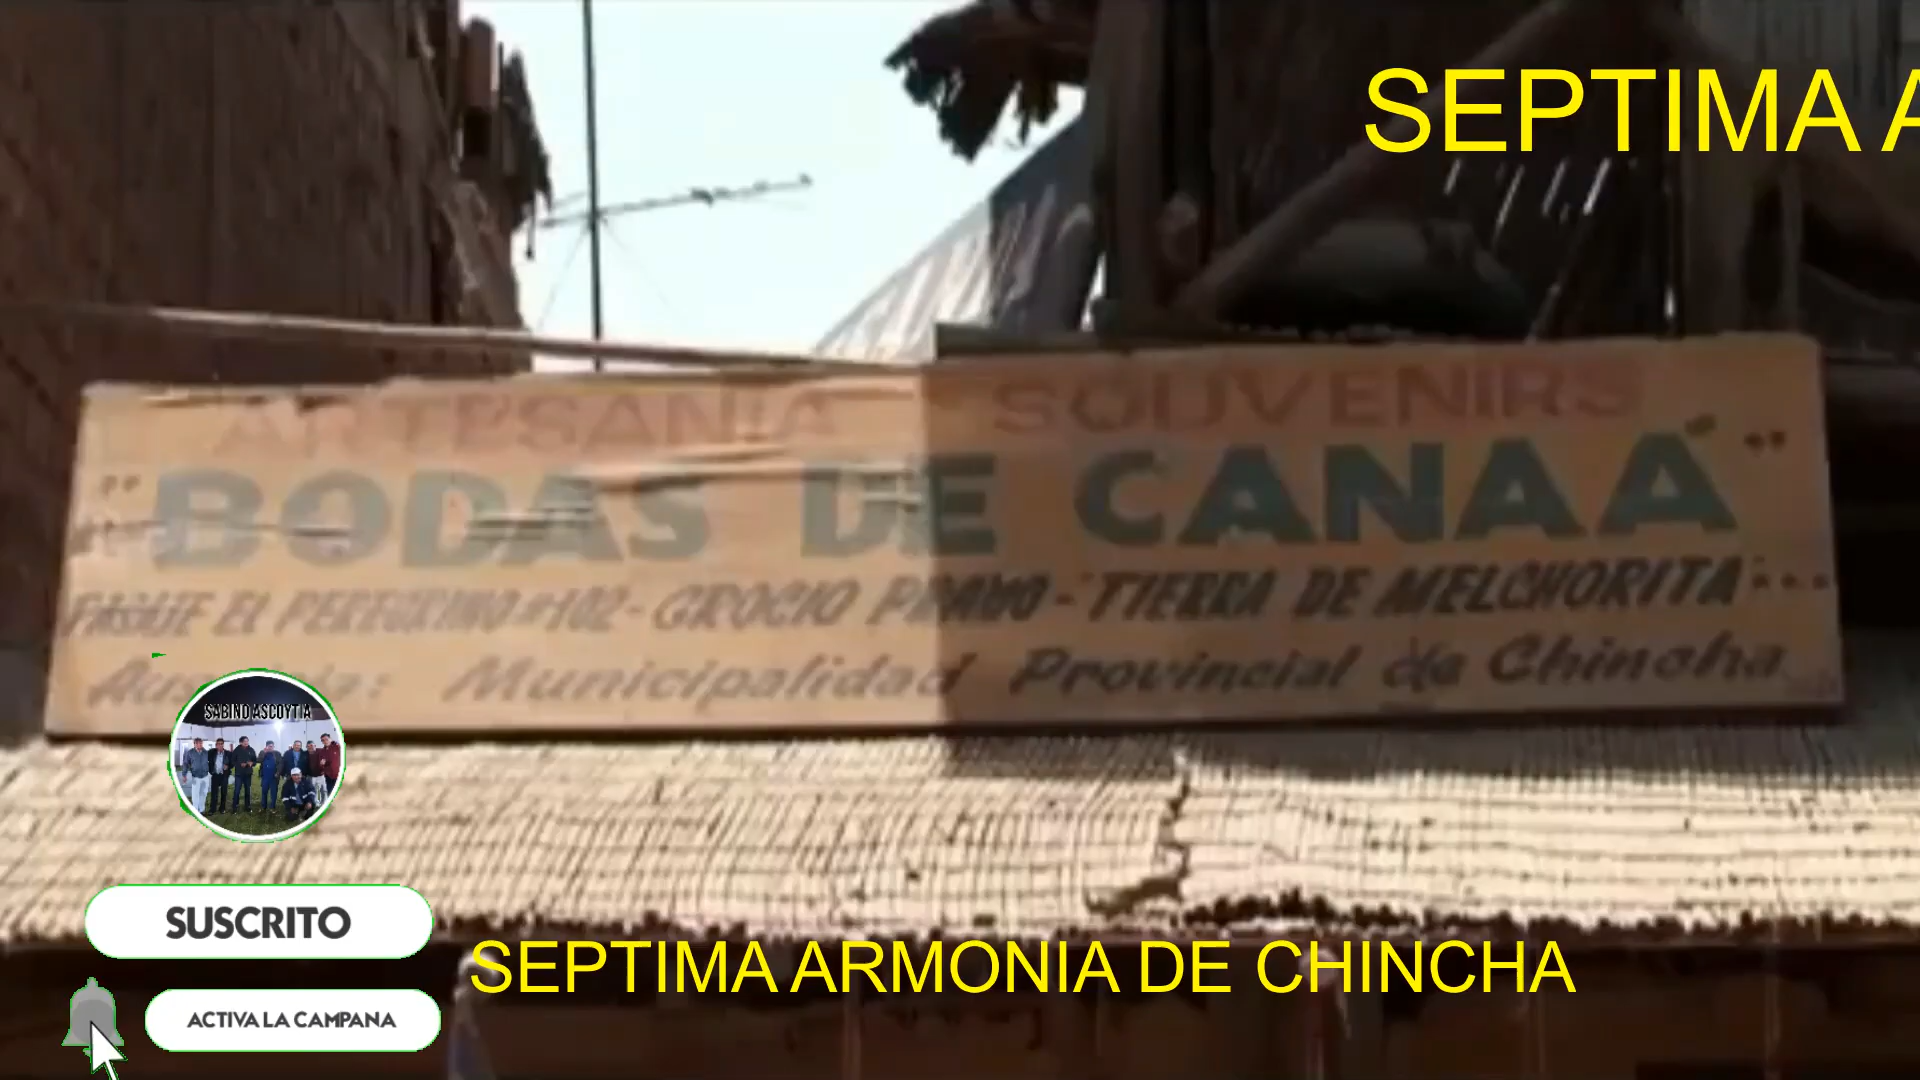 SEPTIMA A
ARTESANIA SOUVENIRS
"BODAS DE CANAÁ"
PASAJE EL PEREGRINO #102 - GROCIO PRADO - "TIERRA DE MELCHORITA"...
Municipalidad Provincial de Chincha
SABINO ASCOYTIA
SUSCRITO
SEPTIMA ARMONIA DE CHINCHA
ACTIVA LA CAMPANA